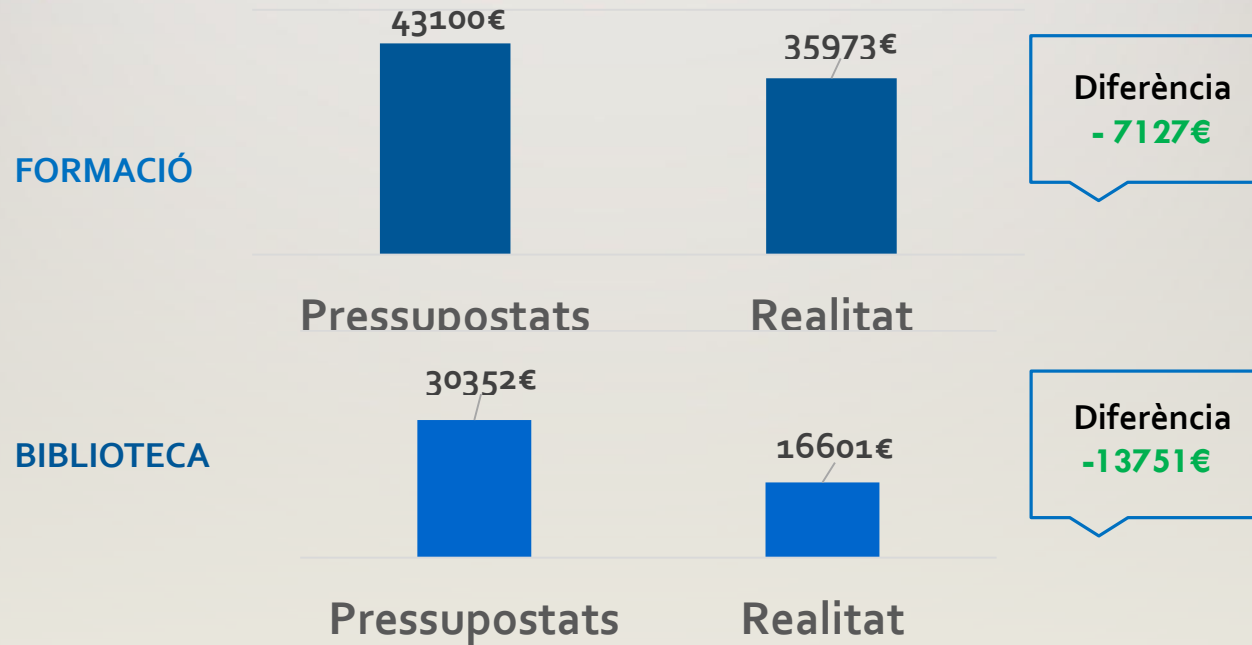 43100€
35973€
Diferència
- 7127€
FORMACIÓ
Pressupostats
Realitat
30352€
16601€
Diferència
-13751€
BIBLIOTECA
Pressupostats
Realitat